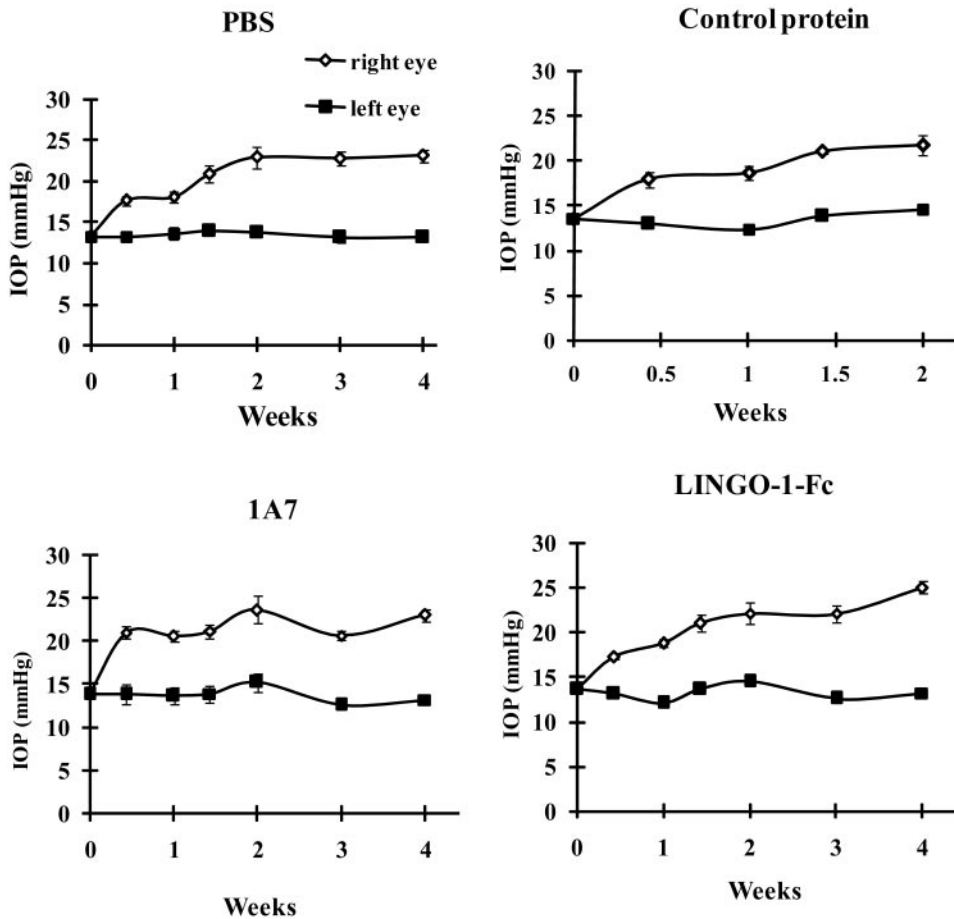 PBS
right eye
left eye
30
25
20
15
10
5
0
IOP (mmHg)
0 1 2 3 4
Weeks
Control protein
30
25
20
15
10
5
0
IOP (mmHg)
0 0.5 1 1.5 2
Weeks
1A7
30
25
20
15
10
5
0
IOP (mmHg)
0 1 2 3 4
Weeks
LINGO-1-Fc
30
25
20
15
10
5
0
IOP (mmHg)
0 1 2 3 4
Weeks